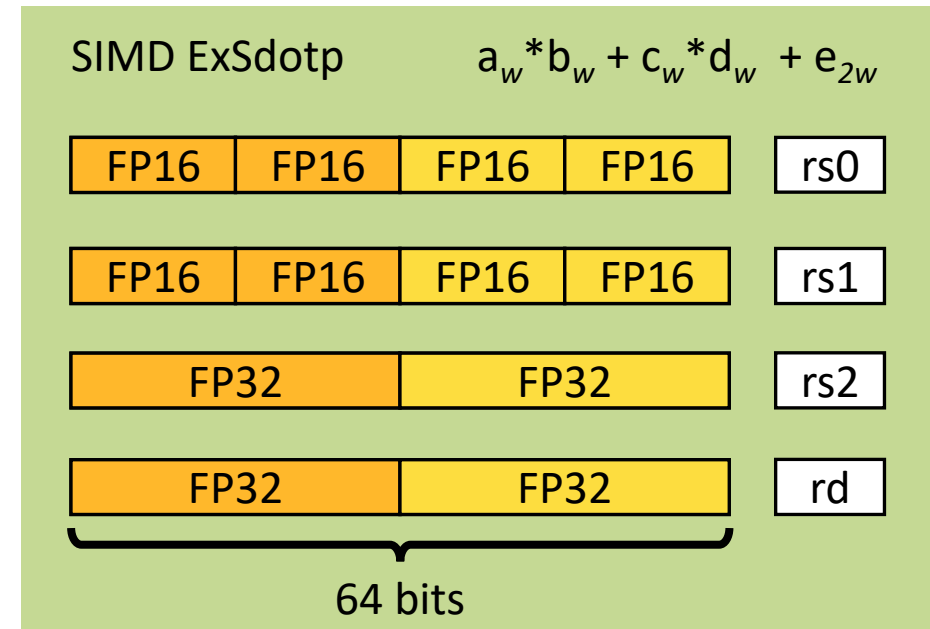 SIMD ExSdotp a_w*b_w + c_w*d_w + e_2w
FP16 FP16 FP16 FP16 rs0
FP16 FP16 FP16 FP16 rs1
FP32 FP32 rs2
FP32 FP32 rd
64 bits